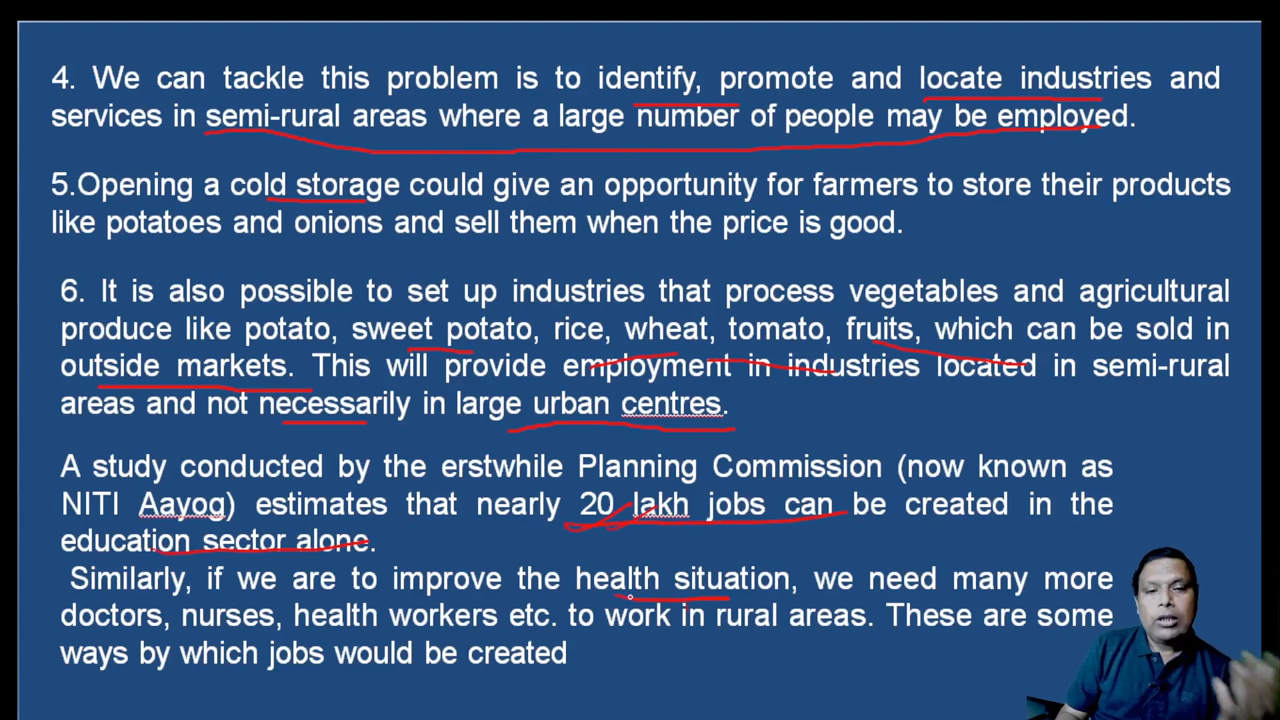 4. We can tackle this problem is to identify, promote and locate industries and
services in semi-rural areas where a large number of people may be employed.
5.Opening a cold storage could give an opportunity for farmers to store their products
like potatoes and onions and sell them when the price is good.
6. It is also possible to set up industries that process vegetables and agricultural
produce like potato, sweet potato, rice, wheat, tomato, fruits, which can be sold in
outside markets. This will provide employment in industries located in semi-rural
areas and not necessarily in large urban centres.
A study conducted by the erstwhile Planning Commission (now known as
NITI Aayog) estimates that nearly 20 lakh jobs can be created in the
education sector alone.
Similarly, if we are to improve the health situation, we need many more
doctors, nurses, health workers etc. to work in rural areas. These are some
ways by which jobs would be created